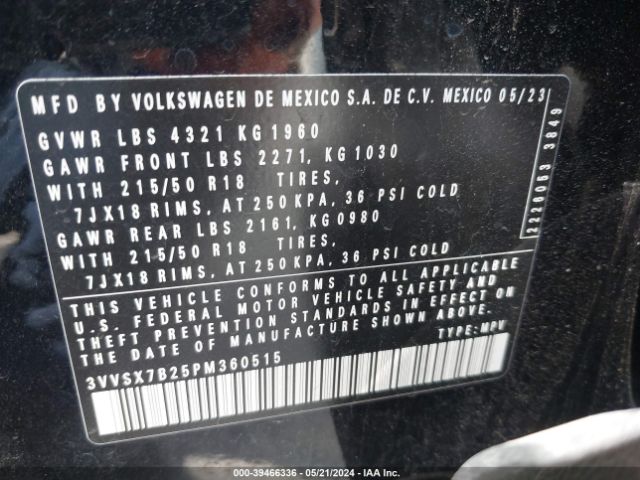 MFD BY VOLKSWAGEN DE MEXICO S.A. DE C.V. MEXICO 05/23
GVWR LBS 4321 KG 1960
GAWR FRONT LBS 2271, KG 1030
WITH 215/50 R18 TIRES,
7JX18 RIMS, AT 250 KPA, 36 PSI COLD
GAWR REAR LBS 2161, KG 0980
WITH 215/50 R18 TIRES,
7JX18 RIMS, AT 250 KPA, 36 PSI COLD
2226063 3849
THIS VEHICLE CONFORMS TO ALL APPLICABLE
U.S. FEDERAL MOTOR VEHICLE SAFETY AND
THEFT PREVENTION STANDARDS IN EFFECT ON
THE DATE OF MANUFACTURE SHOWN ABOVE.
TYPE: MPV
3VVSX7B25PM360515
000-39466336 - 05/21/2024 - IAA Inc.